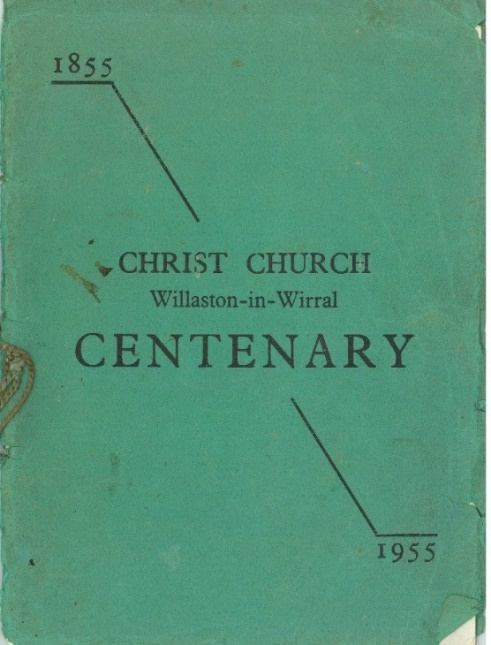 1855
CHRIST CHURCH
Willaston-in-Wirral
CENTENARY
1955